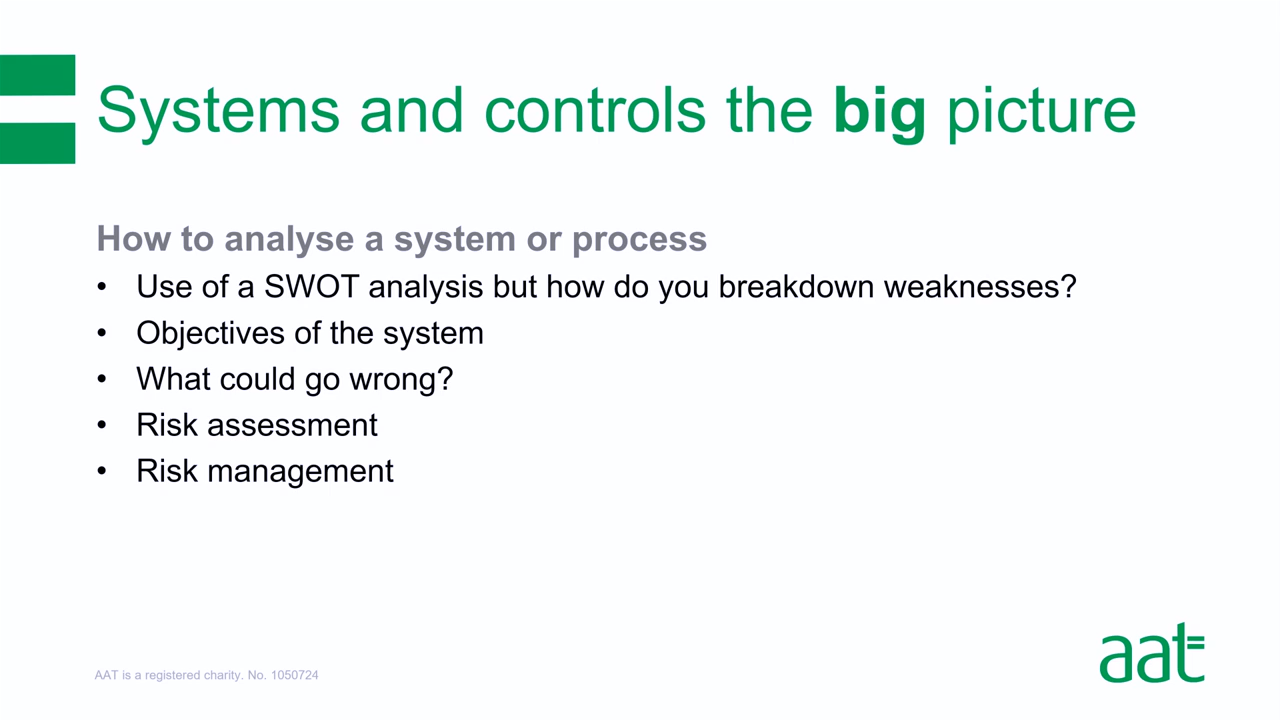 Systems and controls the big picture
How to analyse a system or process
• Use of a SWOT analysis but how do you breakdown weaknesses?
• Objectives of the system
• What could go wrong?
• Risk assessment
• Risk management
AAT is a registered charity. No. 1050724
aat